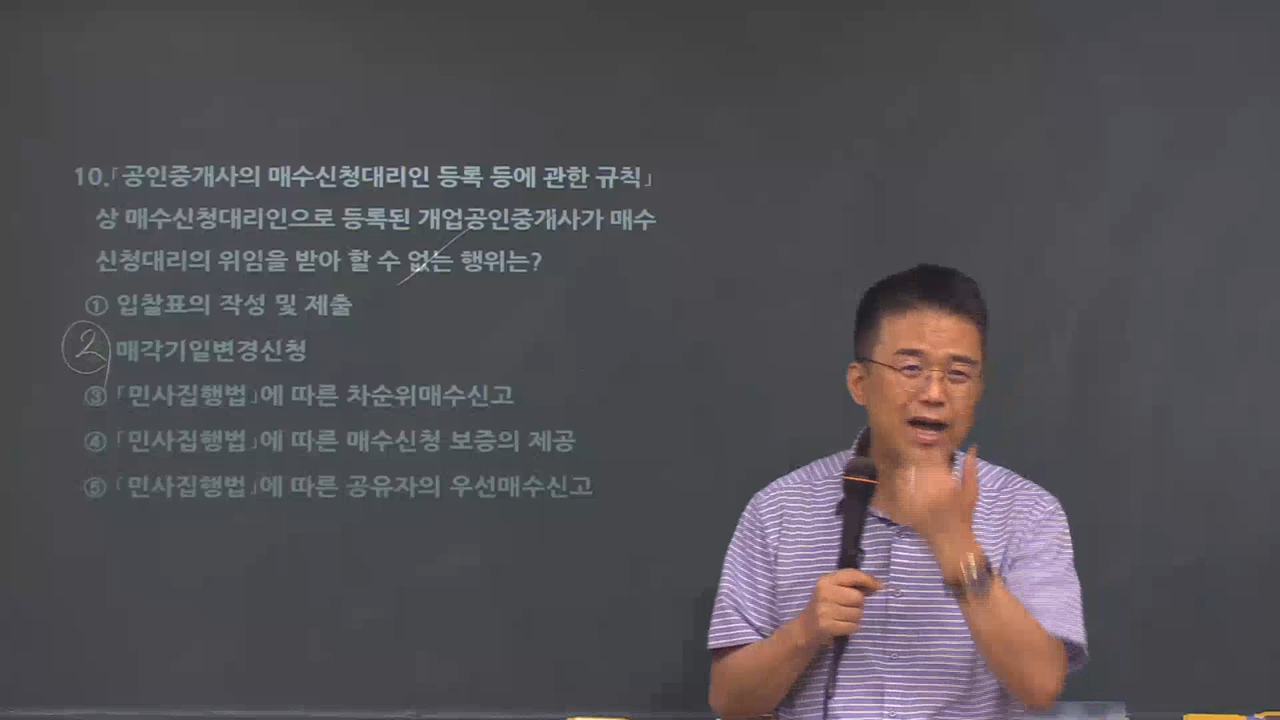 10.「공인중개사의 매수신청대리인 등록 등에 관한 규칙」
상 매수신청대리인으로 등록된 개업공인중개사가 매수
신청대리의 위임을 받아 할 수 없는 행위는?
① 입찰표의 작성 및 제출
② 매각기일변경신청
③ 「민사집행법」에 따른 차순위매수신고
④ 「민사집행법」에 따른 매수신청 보증의 제공
⑤ 「민사집행법」에 따른 공유자의 우선매수신고